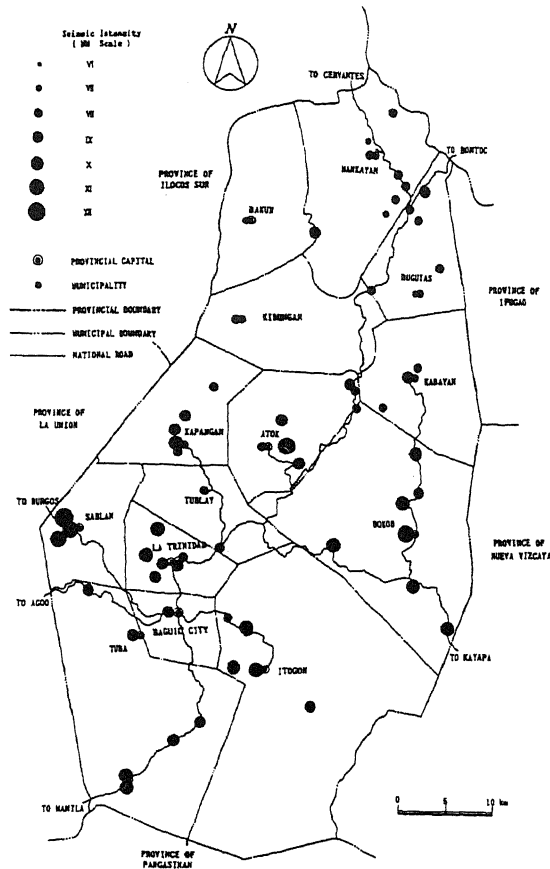 Seismic Intensity
( MM Scale )
VI
VII
VIII
IX
X
XI
XII
PROVINCIAL CAPITAL
MUNICIPALITY
PROVINCIAL BOUNDARY
MUNICIPAL BOUNDARY
NATIONAL ROAD
N
TO CERVANTES
TO BONTOC
MANKAYAN
PROVINCE OF
ILOCOS SUR
BAKUN
BUGUIAS
PROVINCE OF
IFUGAO
KIBUNGAN
KABAYAN
PROVINCE OF
LA UNION
KAPANGAN
ATOK
TO BURGOS
SABLAN
TUBLAY
BOKOD
PROVINCE OF
NUEVA VIZCAYA
LA TRINIDAD
TO AGOO
BAGUIO CITY
TUBA
ITOGON
TO KAYAPA
TO MANILA
0 5 10 km
PROVINCE OF
PANGASINAN